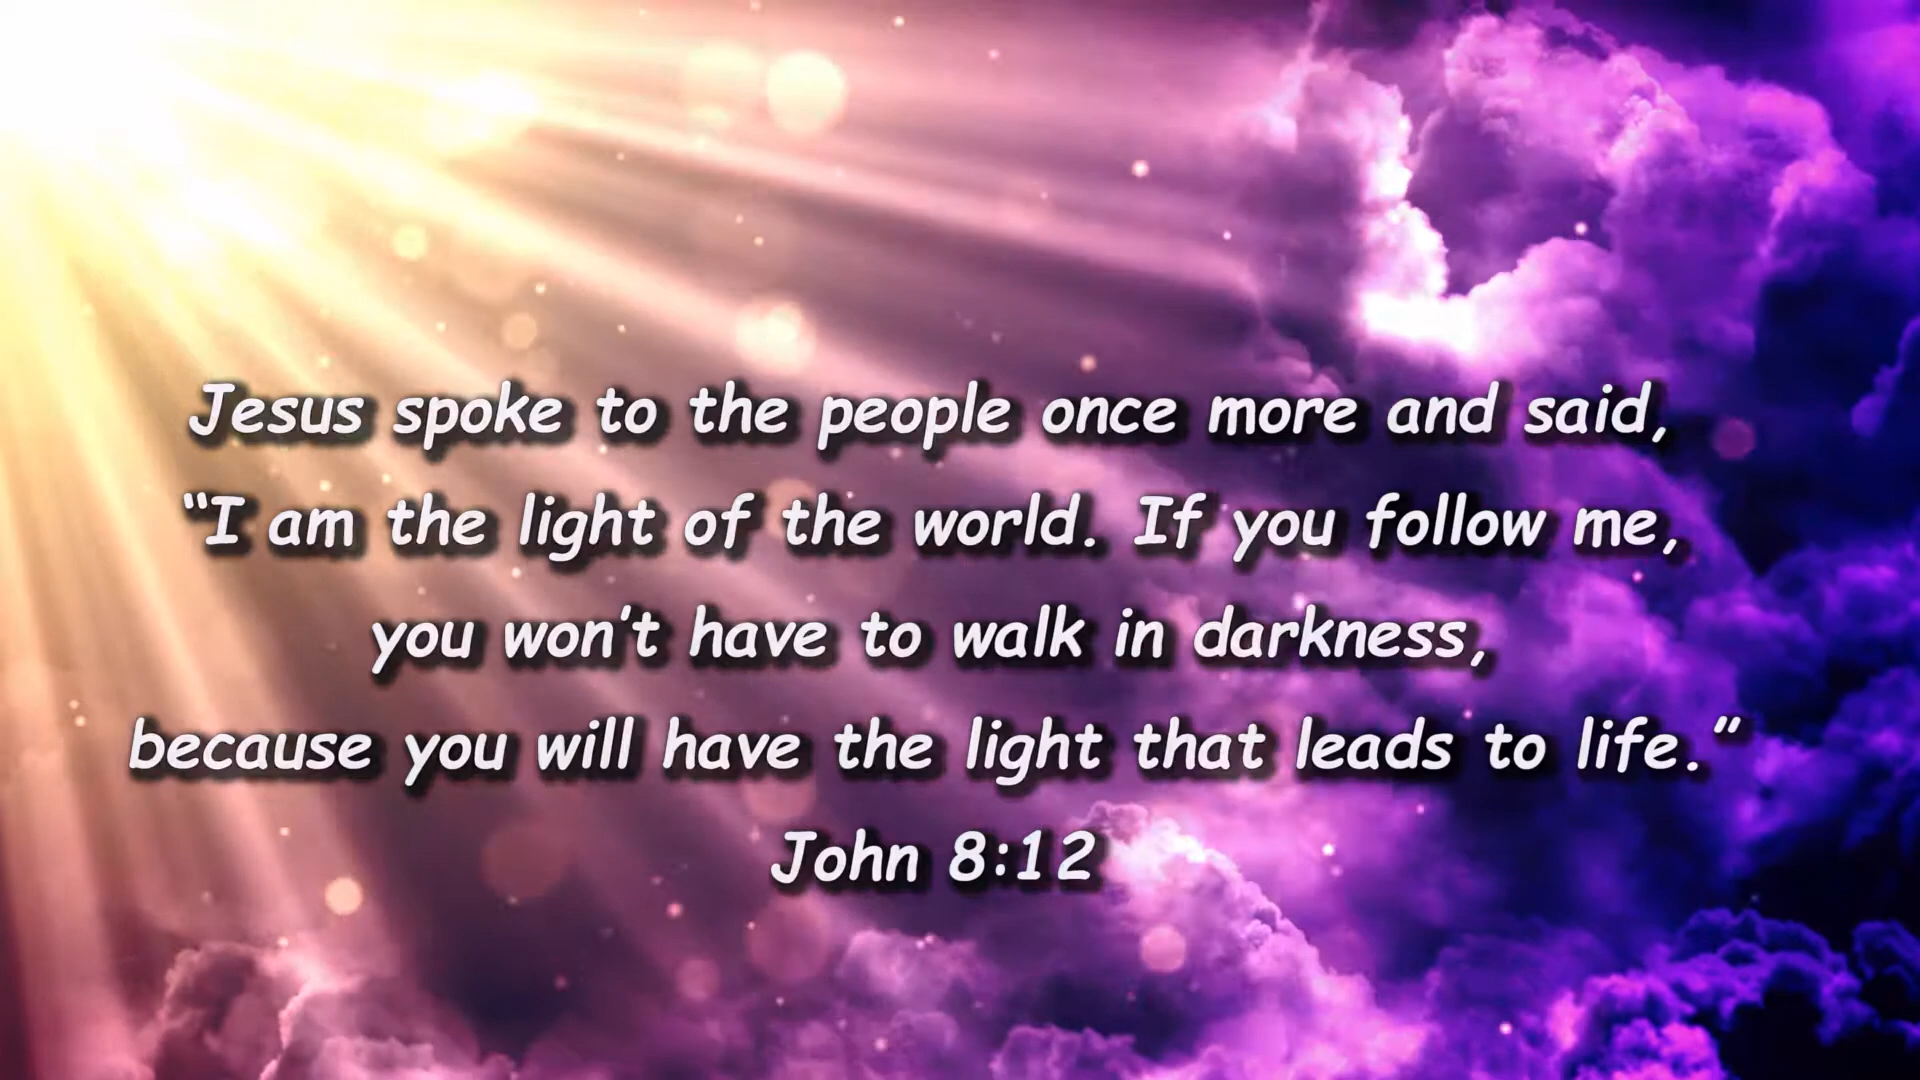 Jesus spoke to the people once more and said,
“I am the light of the world. If you follow me,
you won’t have to walk in darkness,
because you will have the light that leads to life.”
John 8:12